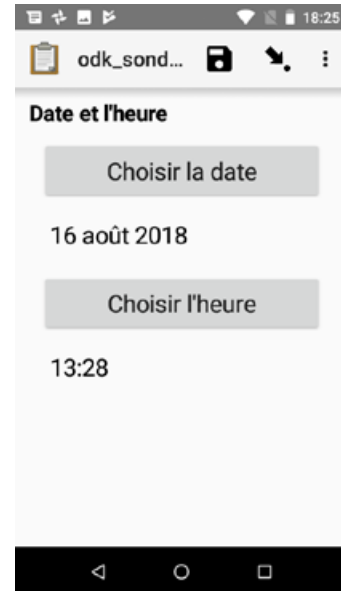 18:25
odk_sond...
Date et l'heure
Choisir la date
16 août 2018
Choisir l'heure
13:28